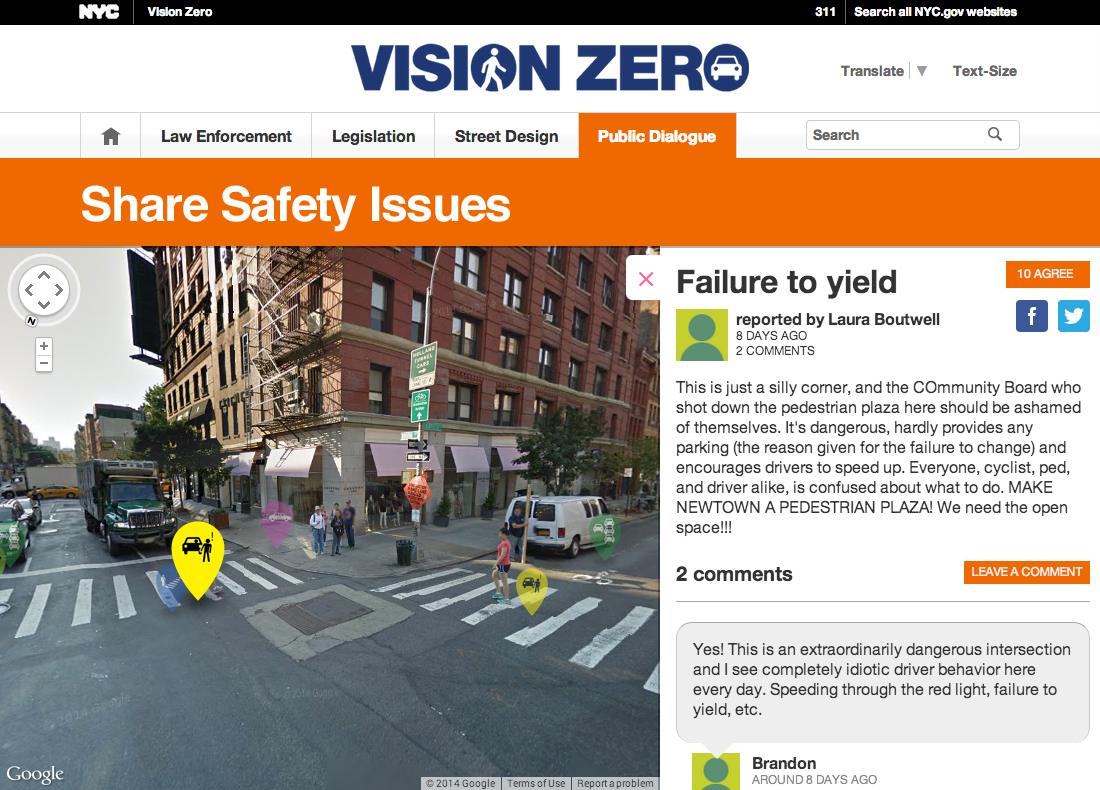 NYC
Vision Zero
311
Search all NYC.gov websites
VISION ZERO
Translate ▼
Text-Size
Law Enforcement
Legislation
Street Design
Public Dialogue
Search
Share Safety Issues
N
+
−
HOLLAND
TUNNEL
CARS
Google
© 2014 Google
Terms of Use
Report a problem
Failure to yield
10 AGREE
reported by Laura Boutwell
8 DAYS AGO
2 COMMENTS
This is just a silly corner, and the COmmunity Board who
shot down the pedestrian plaza here should be ashamed
of themselves. It's dangerous, hardly provides any
parking (the reason given for the failure to change) and
encourages drivers to speed up. Everyone, cyclist, ped,
and driver alike, is confused about what to do. MAKE
NEWTOWN A PEDESTRIAN PLAZA! We need the open
space!!!
2 comments
LEAVE A COMMENT
Yes! This is an extraordinarily dangerous intersection
and I see completely idiotic driver behavior here
every day. Speeding through the red light, failure to
yield, etc.
Brandon
AROUND 8 DAYS AGO